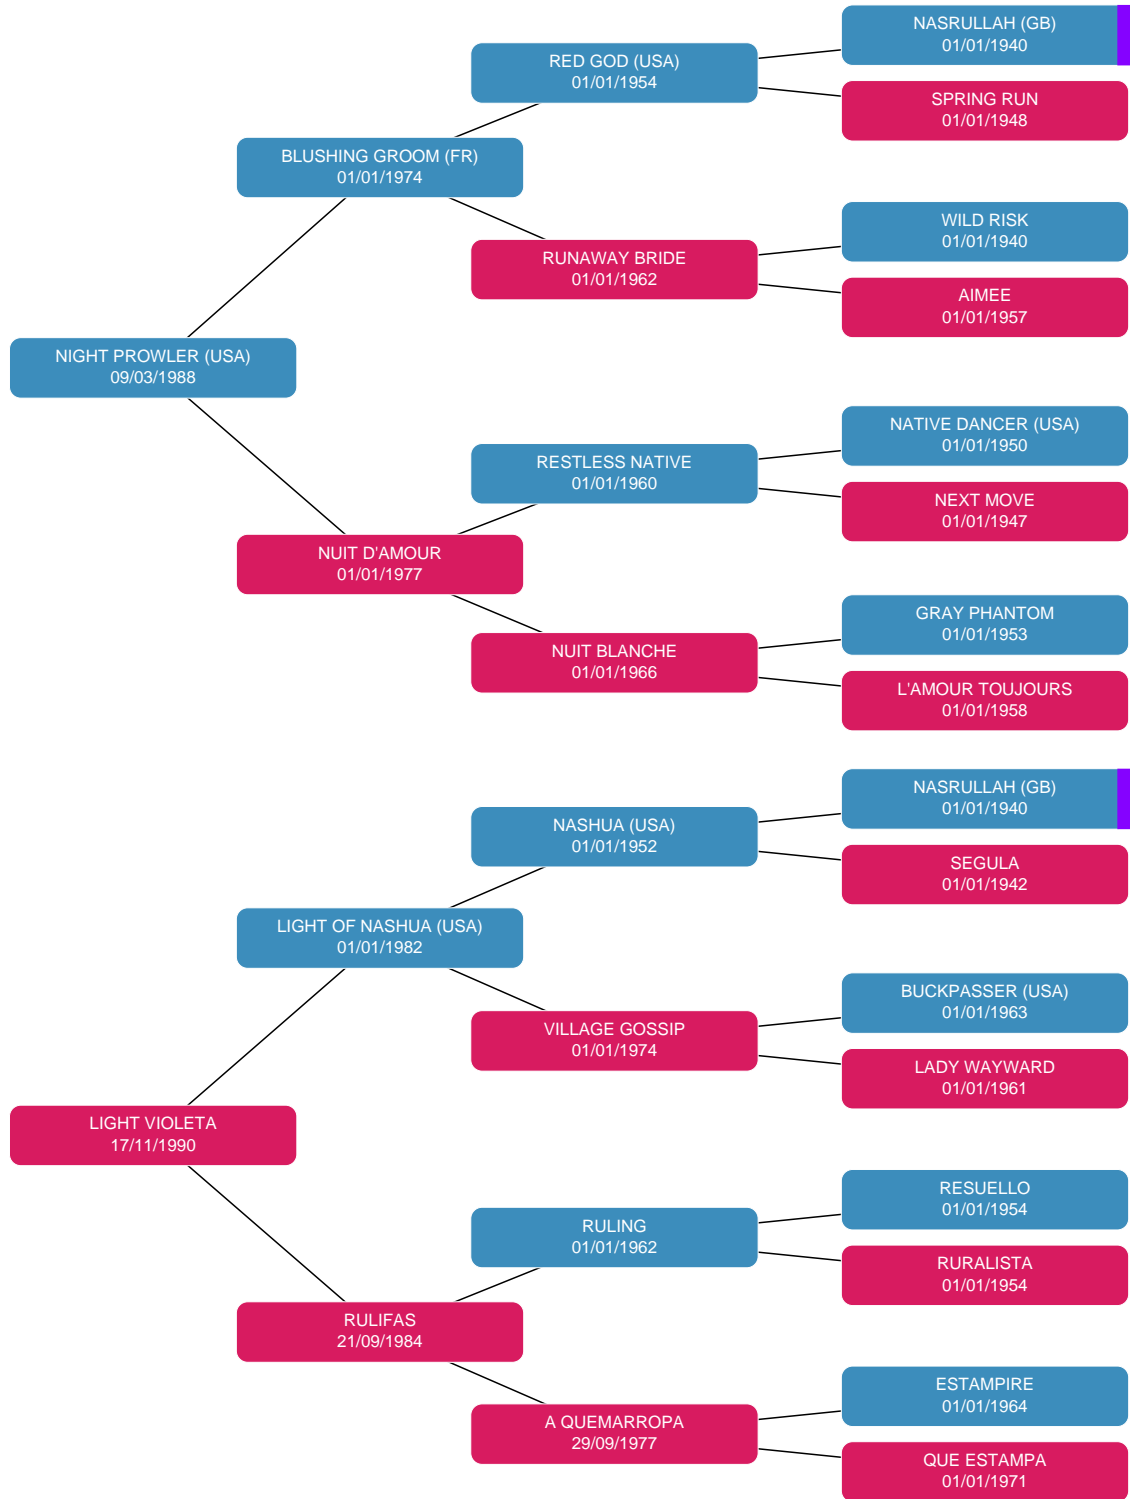 NASRULLAH (GB)
01/01/1940
RED GOD (USA)
01/01/1954
SPRING RUN
01/01/1948
BLUSHING GROOM (FR)
01/01/1974
WILD RISK
01/01/1940
RUNAWAY BRIDE
01/01/1962
AIMEE
01/01/1957
NIGHT PROWLER (USA)
09/03/1988
NATIVE DANCER (USA)
01/01/1950
RESTLESS NATIVE
01/01/1960
NEXT MOVE
01/01/1947
NUIT D'AMOUR
01/01/1977
GRAY PHANTOM
01/01/1953
NUIT BLANCHE
01/01/1966
L'AMOUR TOUJOURS
01/01/1958
NASRULLAH (GB)
01/01/1940
NASHUA (USA)
01/01/1952
SEGULA
01/01/1942
LIGHT OF NASHUA (USA)
01/01/1982
BUCKPASSER (USA)
01/01/1963
VILLAGE GOSSIP
01/01/1974
LADY WAYWARD
01/01/1961
LIGHT VIOLETA
17/11/1990
RESUELLO
01/01/1954
RULING
01/01/1962
RURALISTA
01/01/1954
RULIFAS
21/09/1984
ESTAMPIRE
01/01/1964
A QUEMARROPA
29/09/1977
QUE ESTAMPA
01/01/1971